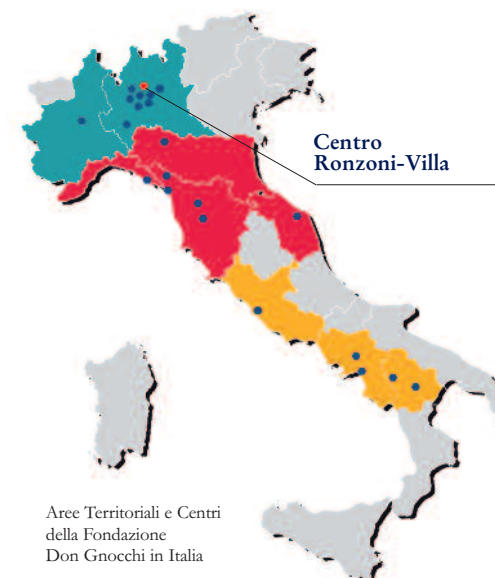 Centro
Ronzoni-Villa
Aree Territoriali e Centri
della Fondazione
Don Gnocchi in Italia